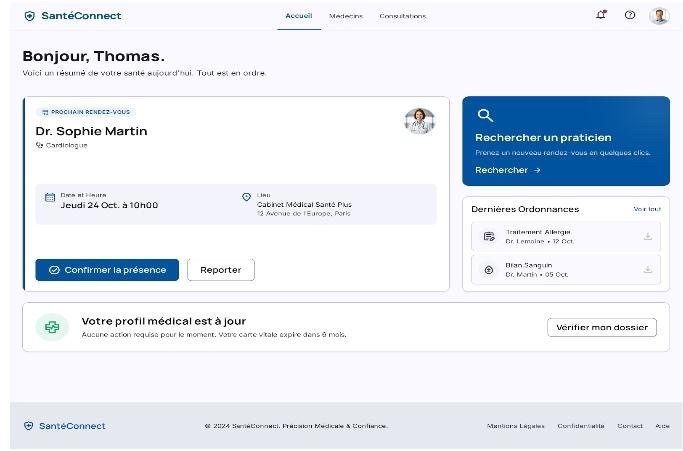 SantéConnect
Accueil
Médecins
Consultations
Bonjour, Thomas.
Voici un résumé de votre santé aujourd'hui. Tout est en ordre.
PROCHAIN RENDEZ-VOUS
Dr. Sophie Martin
Cardiologue
Date et Heure
Jeudi 24 Oct. à 10h00
Lieu
Cabinet Médical Santé Plus
12 Avenue de l'Europe, Paris
Confirmer la présence
Reporter
Rechercher un praticien
Prenez un nouveau rendez-vous en quelques clics.
Rechercher →
Dernières Ordonnances
Voir tout
Traitement Allergie
Dr. Lemoine • 12 Oct.
Bilan Sanguin
Dr. Martin • 05 Oct.
Votre profil médical est à jour
Aucune action requise pour le moment. Votre carte vitale expire dans 6 mois.
Vérifier mon dossier
SantéConnect
© 2024 SantéConnect. Précision Médicale & Confiance.
Mentions Légales
Confidentialité
Contact
Aide